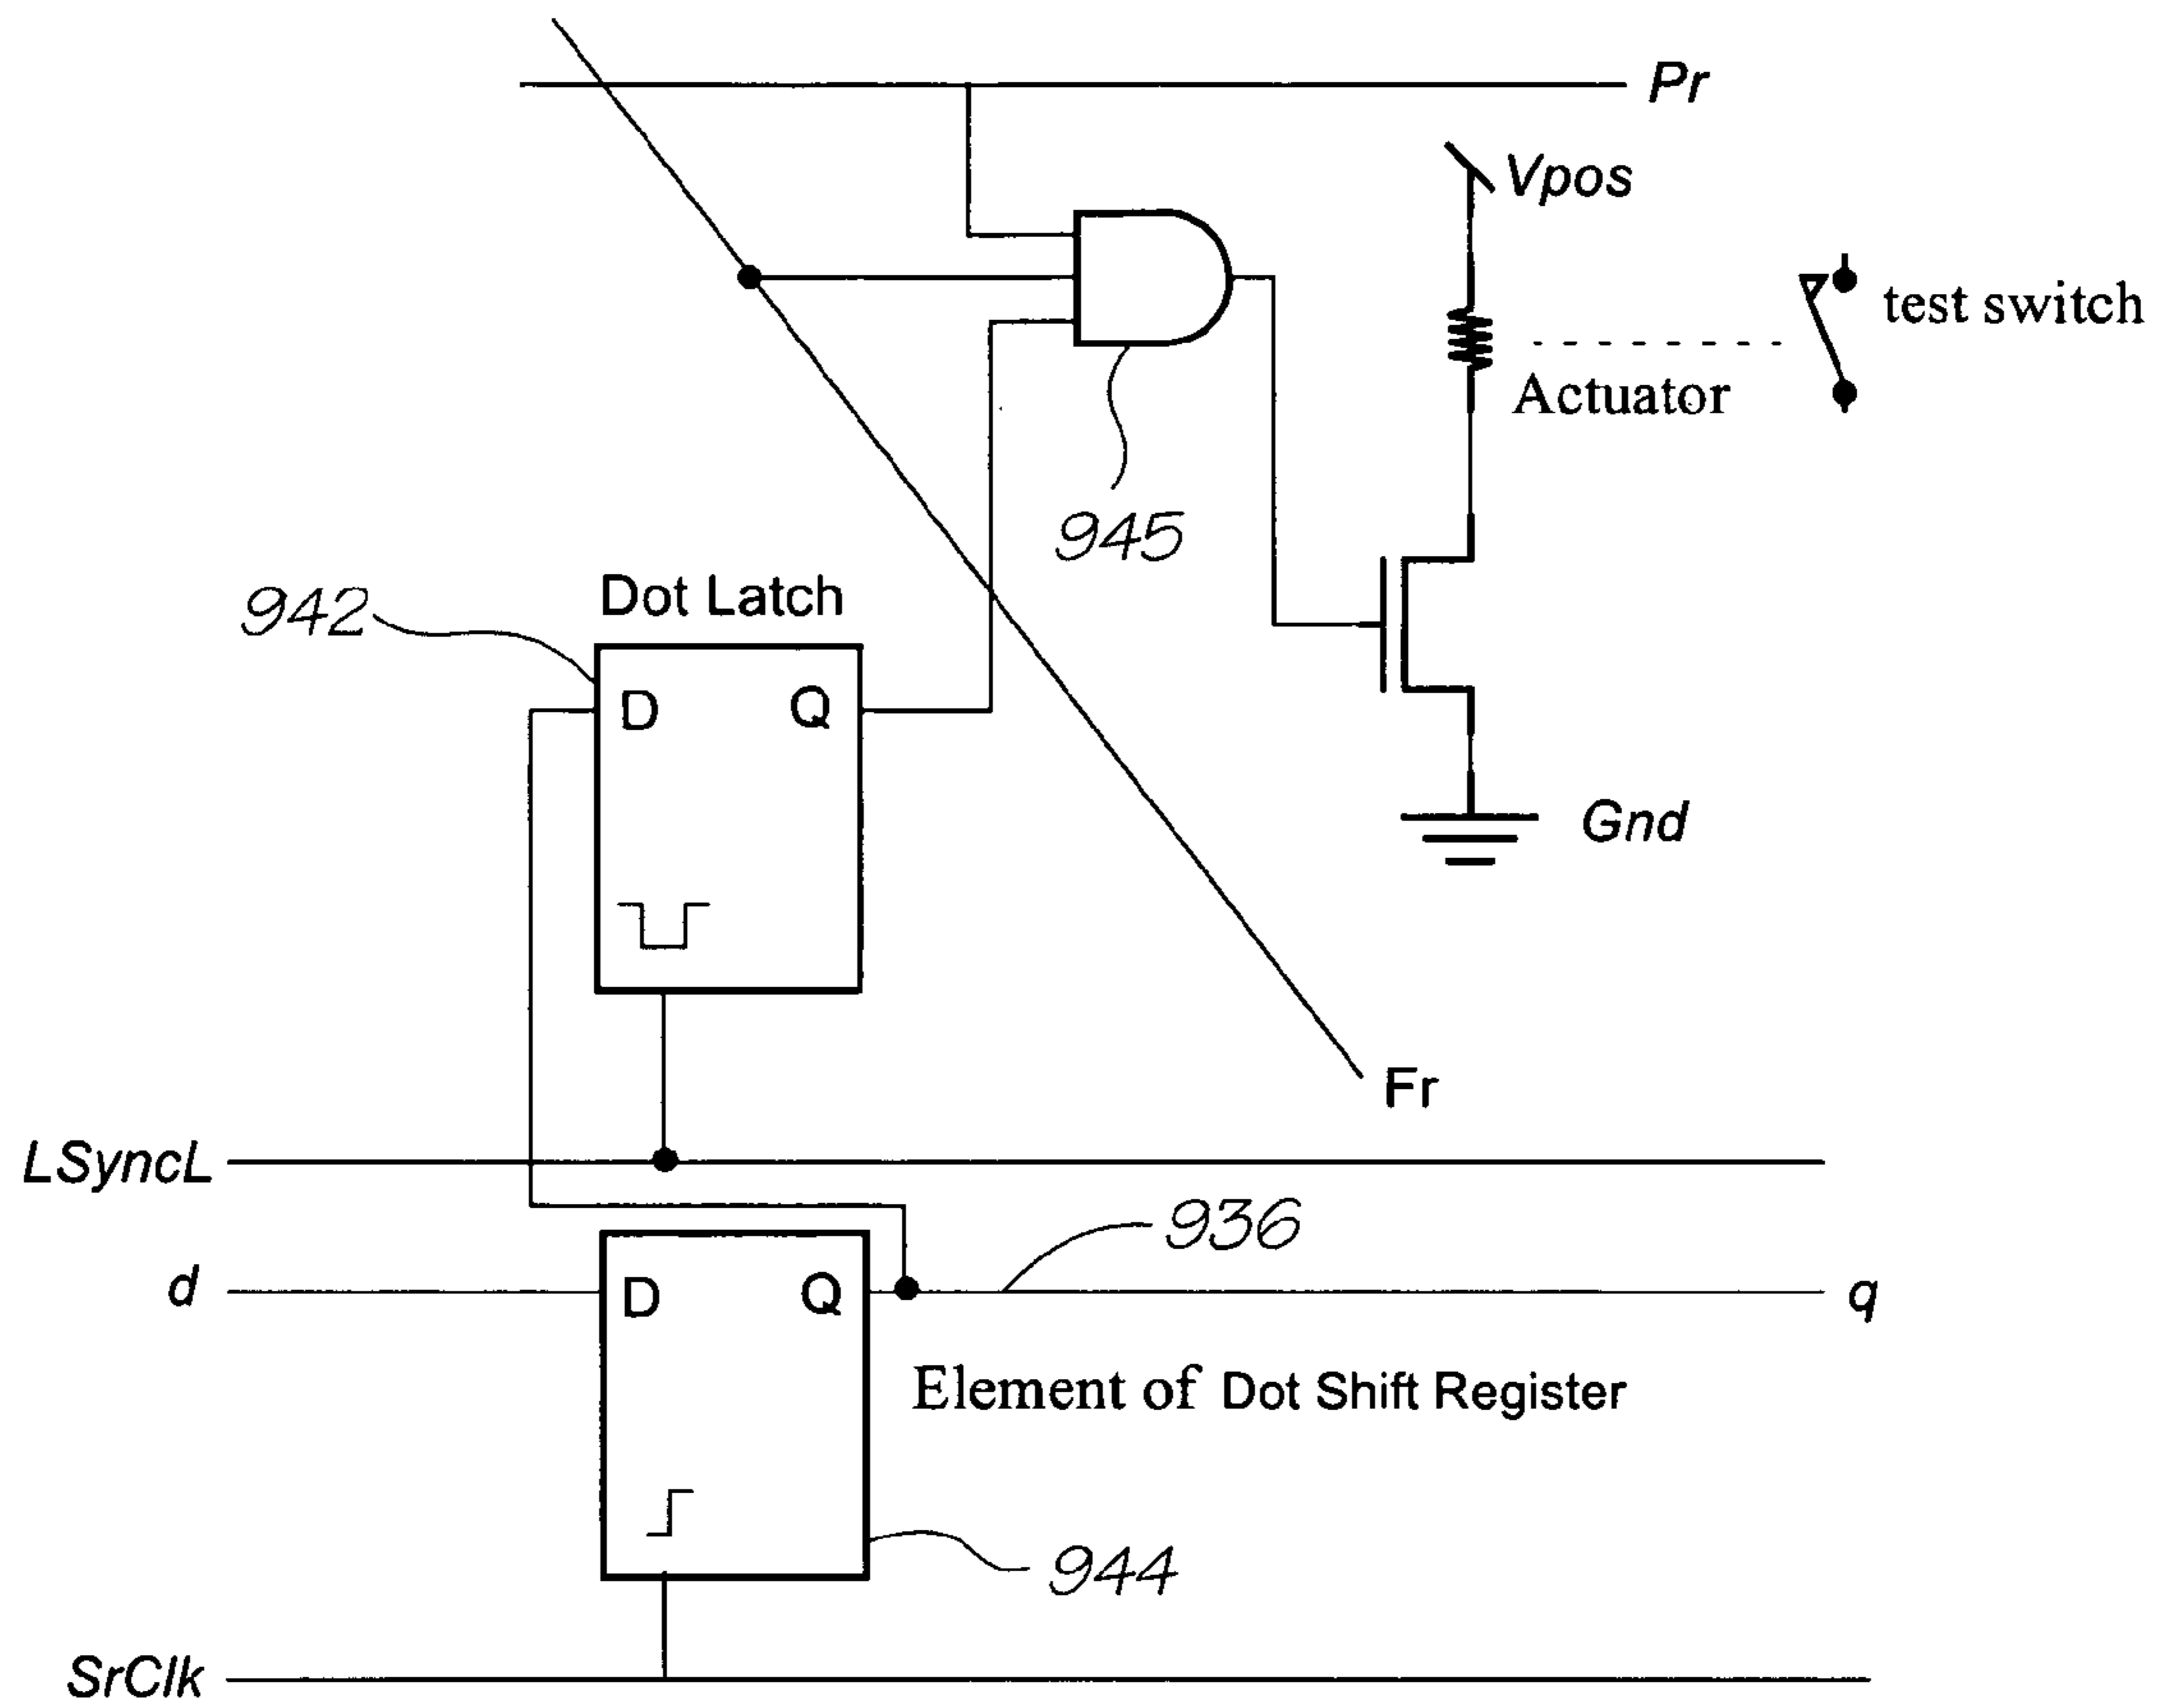 Pr
Vpos
test switch
Actuator
945
942
Dot Latch
D Q
Gnd
Fr
LSyncL
936
d
D Q
q
Element of Dot Shift Register
944
SrClk